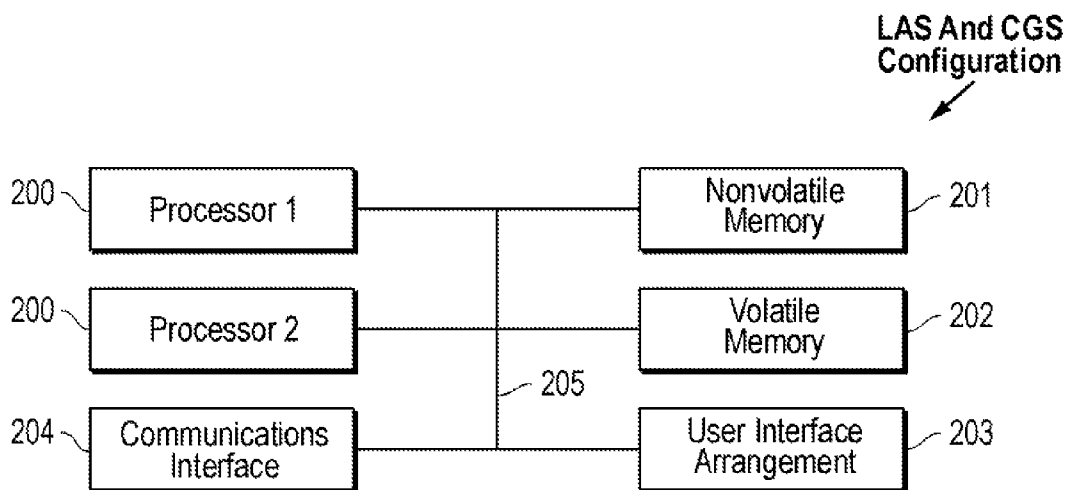 LAS And CGS
Configuration
200
Processor 1
Nonvolatile
Memory
201
200
Processor 2
Volatile
Memory
202
205
204
Communications
Interface
User Interface
Arrangement
203